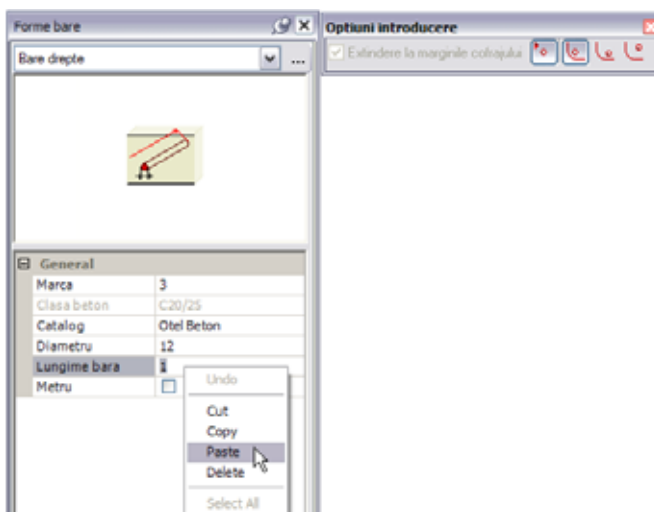 Forme bare
Bare drepte
...
General
Marca 3
Clasa beton C20/25
Catalog Otel Beton
Diametru 12
Lungime bara
Metru
Undo
Cut
Copy
Paste
Delete
Select All
Optiuni introducere
Extindere la marginile cofrajului